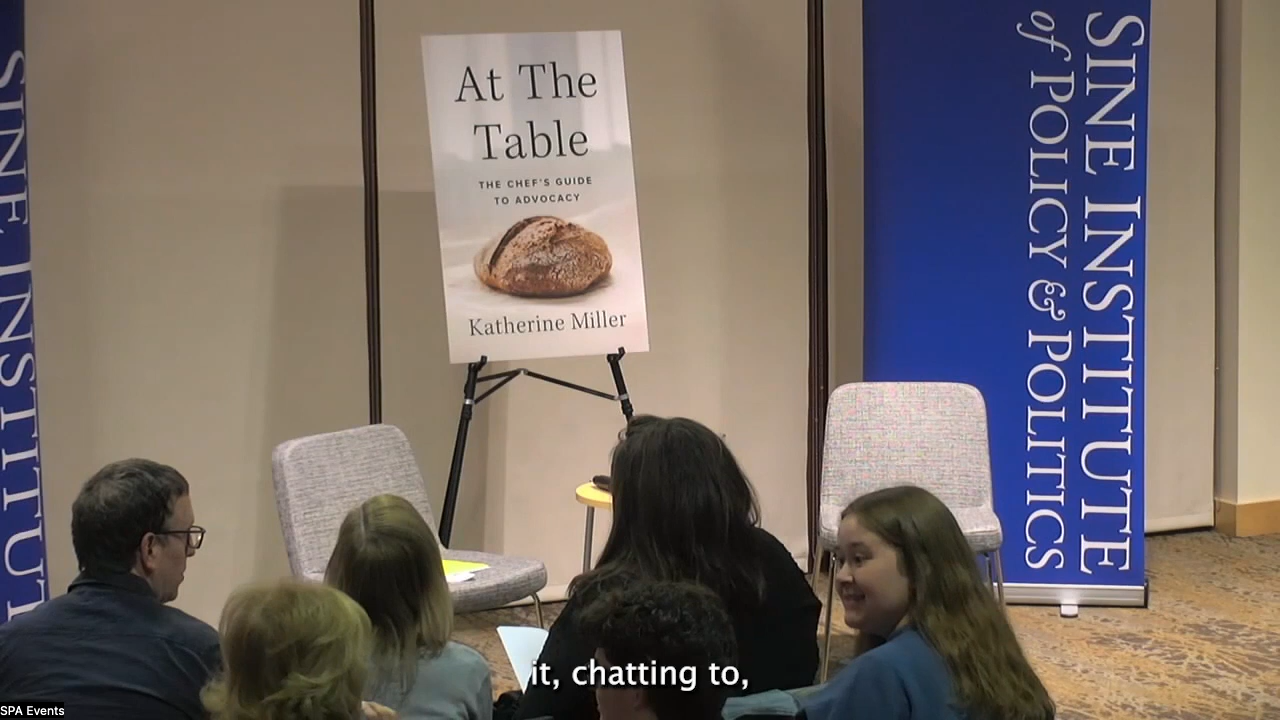 At The
Table
THE CHEF'S GUIDE
TO ADVOCACY
Katherine Miller
SINE INSTITUTE
of POLICY & POLITICS
SINE INSTITUT
it, chatting to,
SPA Events